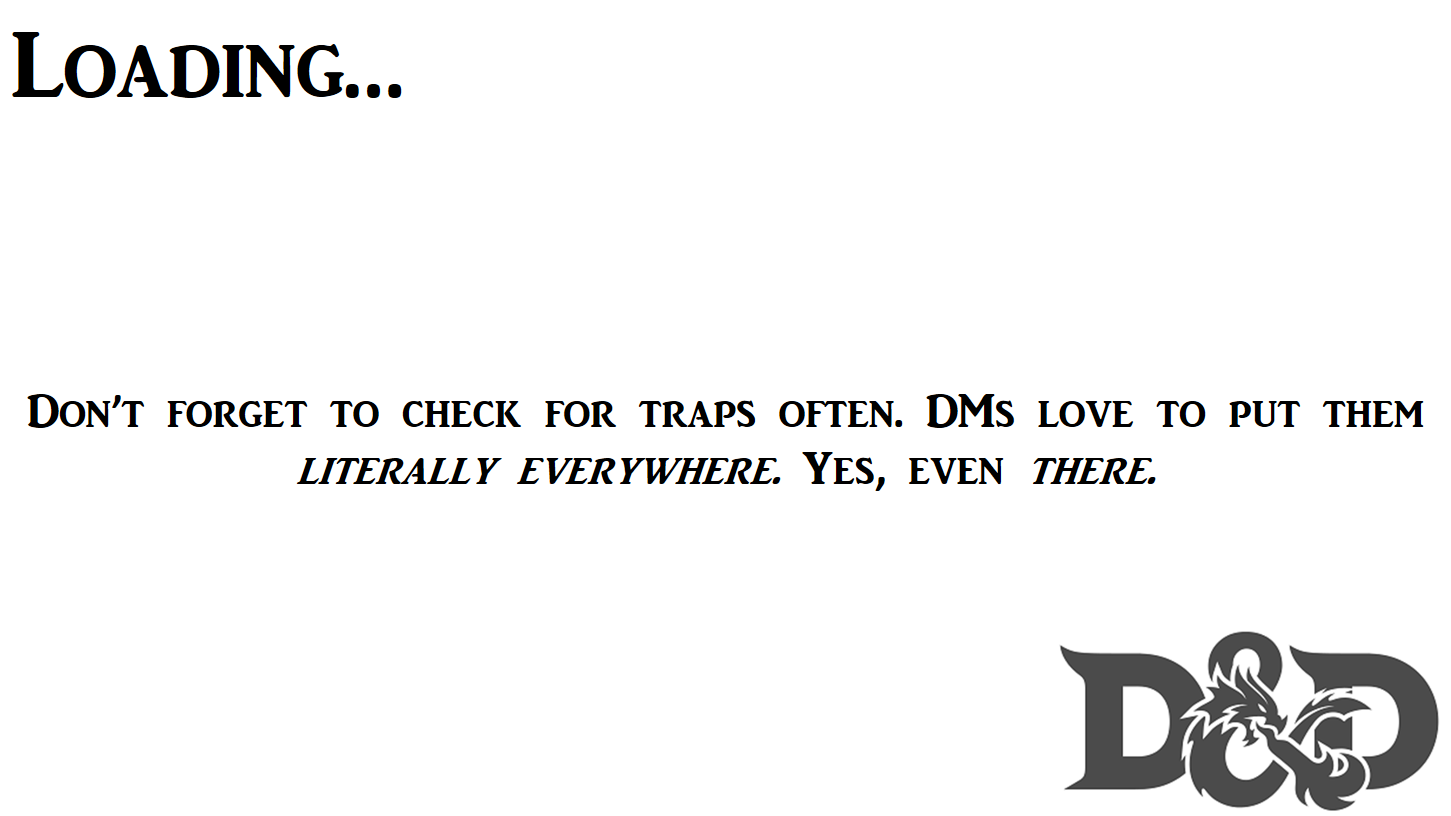 Loading...
Don't forget to check for traps often. DMs love to put them
literally everywhere. Yes, even there.
D&D